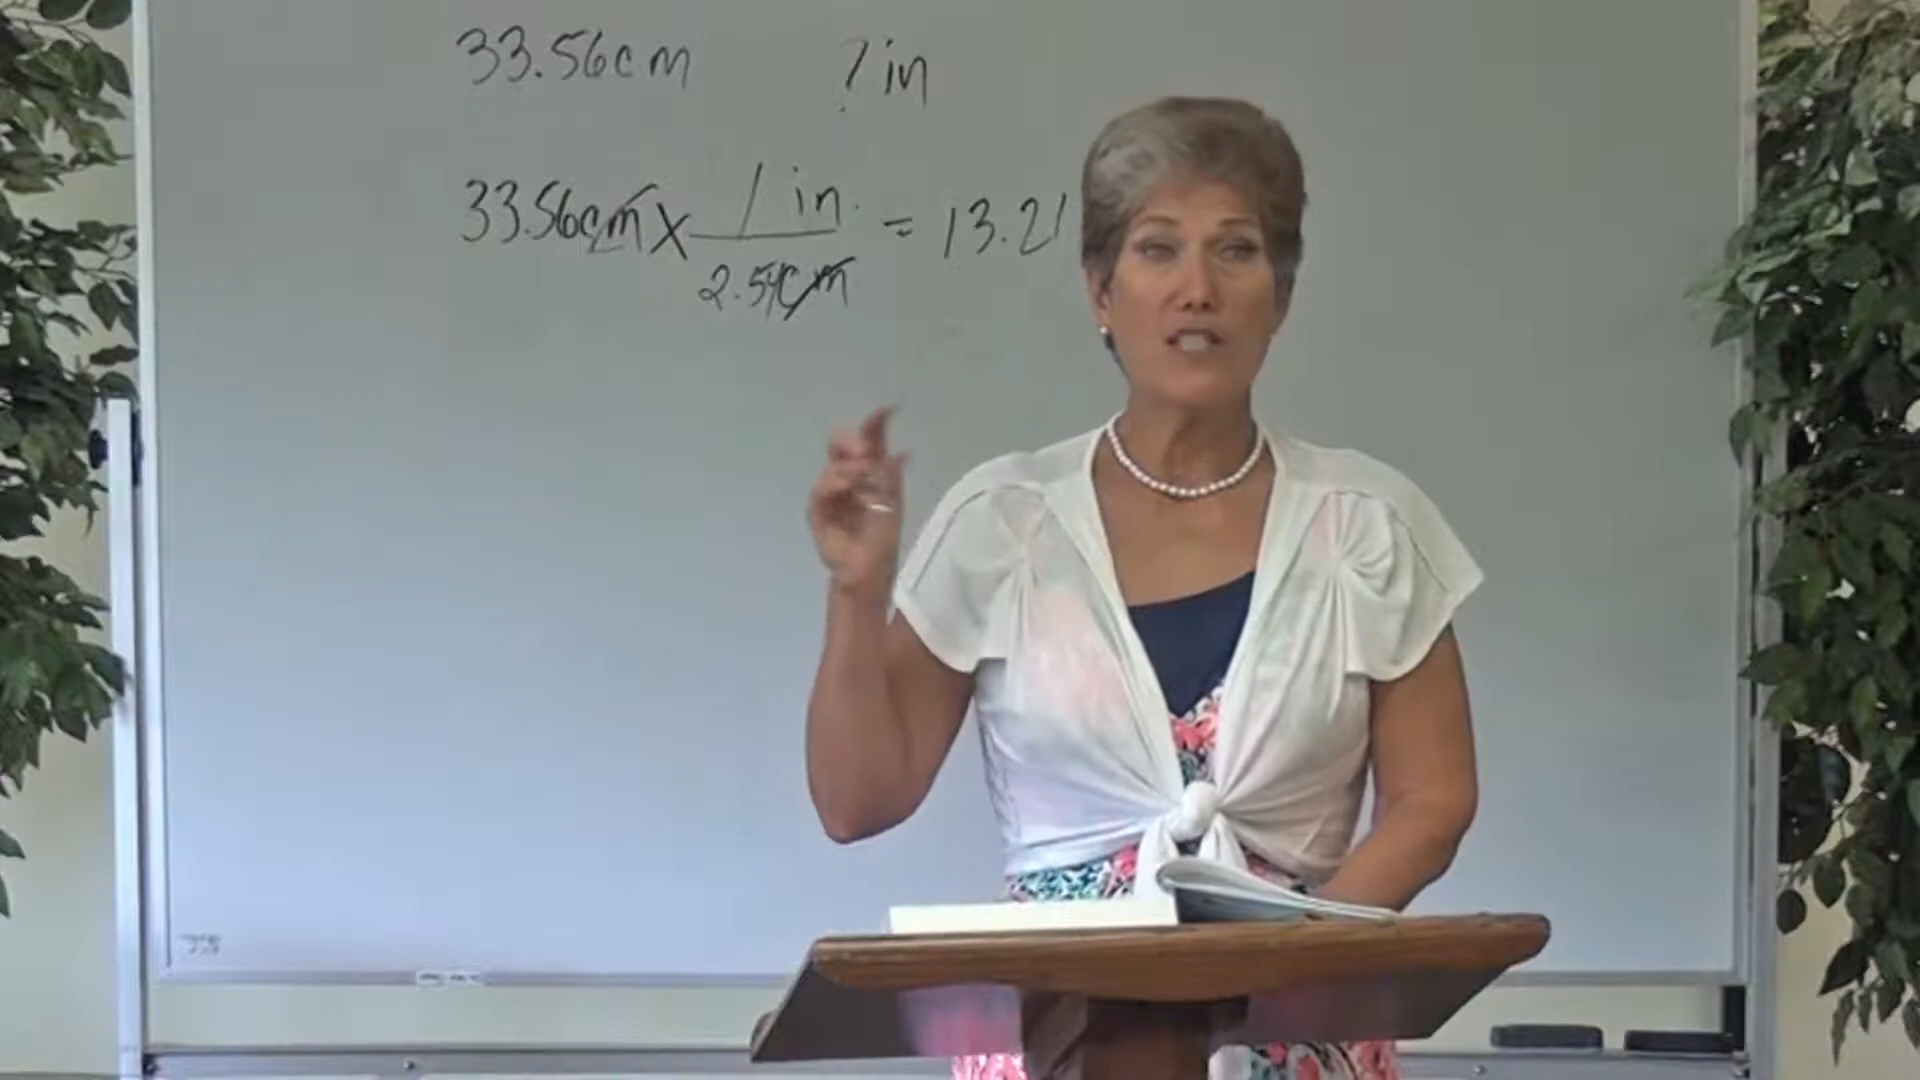 33.56cm ? in
33.56cm x 1 in. = 13.21
2.54cm